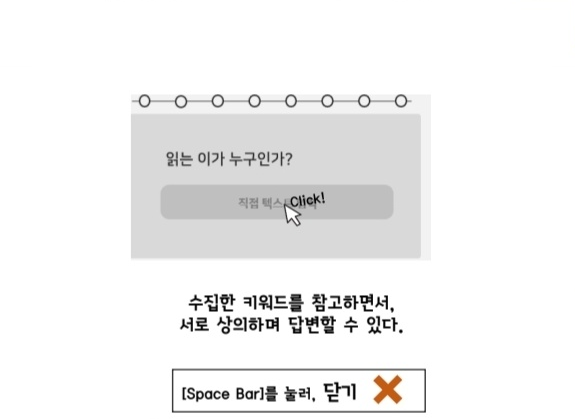 읽는 이가 누구인가?
직접 텍스
Click!
수집한 키워드를 참고하면서,
서로 상의하며 답변할 수 있다.
[Space Bar]를 눌러, 닫기